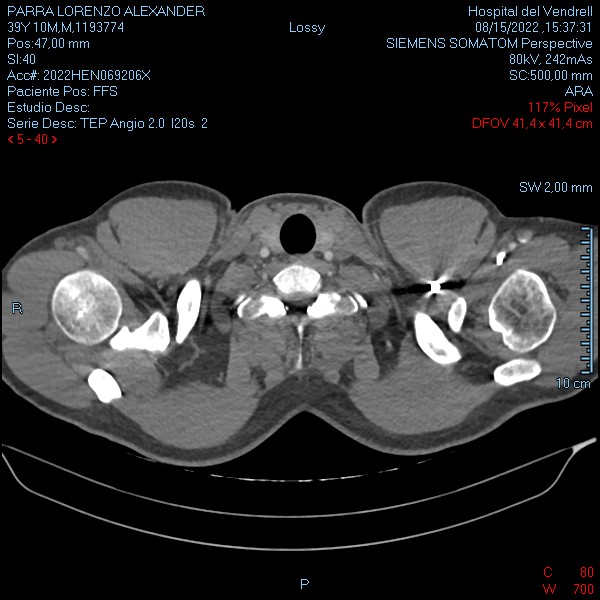 PARRA LORENZO ALEXANDER
39Y 10M,M,1193774
Pos:47,00 mm
SI:40
Acc#: 2022HEN069206X
Paciente Pos: FFS
Estudio Desc:
Serie Desc: TEP Angio 2.0 I20s 2
< 5 - 40 >
Lossy
Hospital del Vendrell
08/15/2022 ,15:37:31
SIEMENS SOMATOM Perspective
80kV, 242mAs
SC:500,00 mm
ARA
117% Pixel
DFOV 41,4 x 41,4 cm
SW 2,00 mm
R
10 cm
P
C 80
W 700